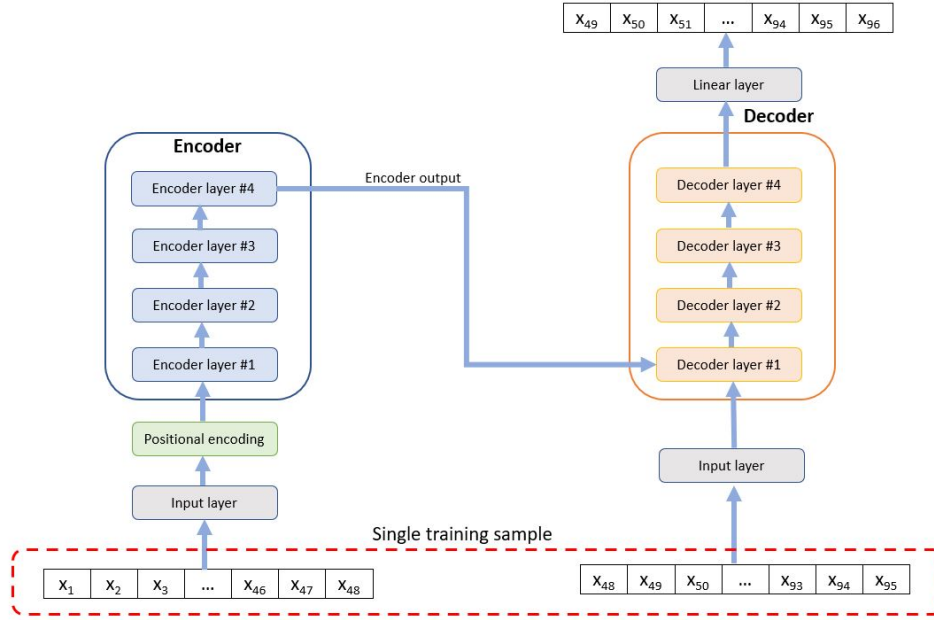 x49 x50 x51 ... x94 x95 x96
Linear layer
Decoder
Encoder
Encoder layer #4
Encoder output
Decoder layer #4
Encoder layer #3
Decoder layer #3
Encoder layer #2
Decoder layer #2
Encoder layer #1
Decoder layer #1
Positional encoding
Input layer
Input layer
Single training sample
x1 x2 x3 ... x46 x47 x48
x48 x49 x50 ... x93 x94 x95